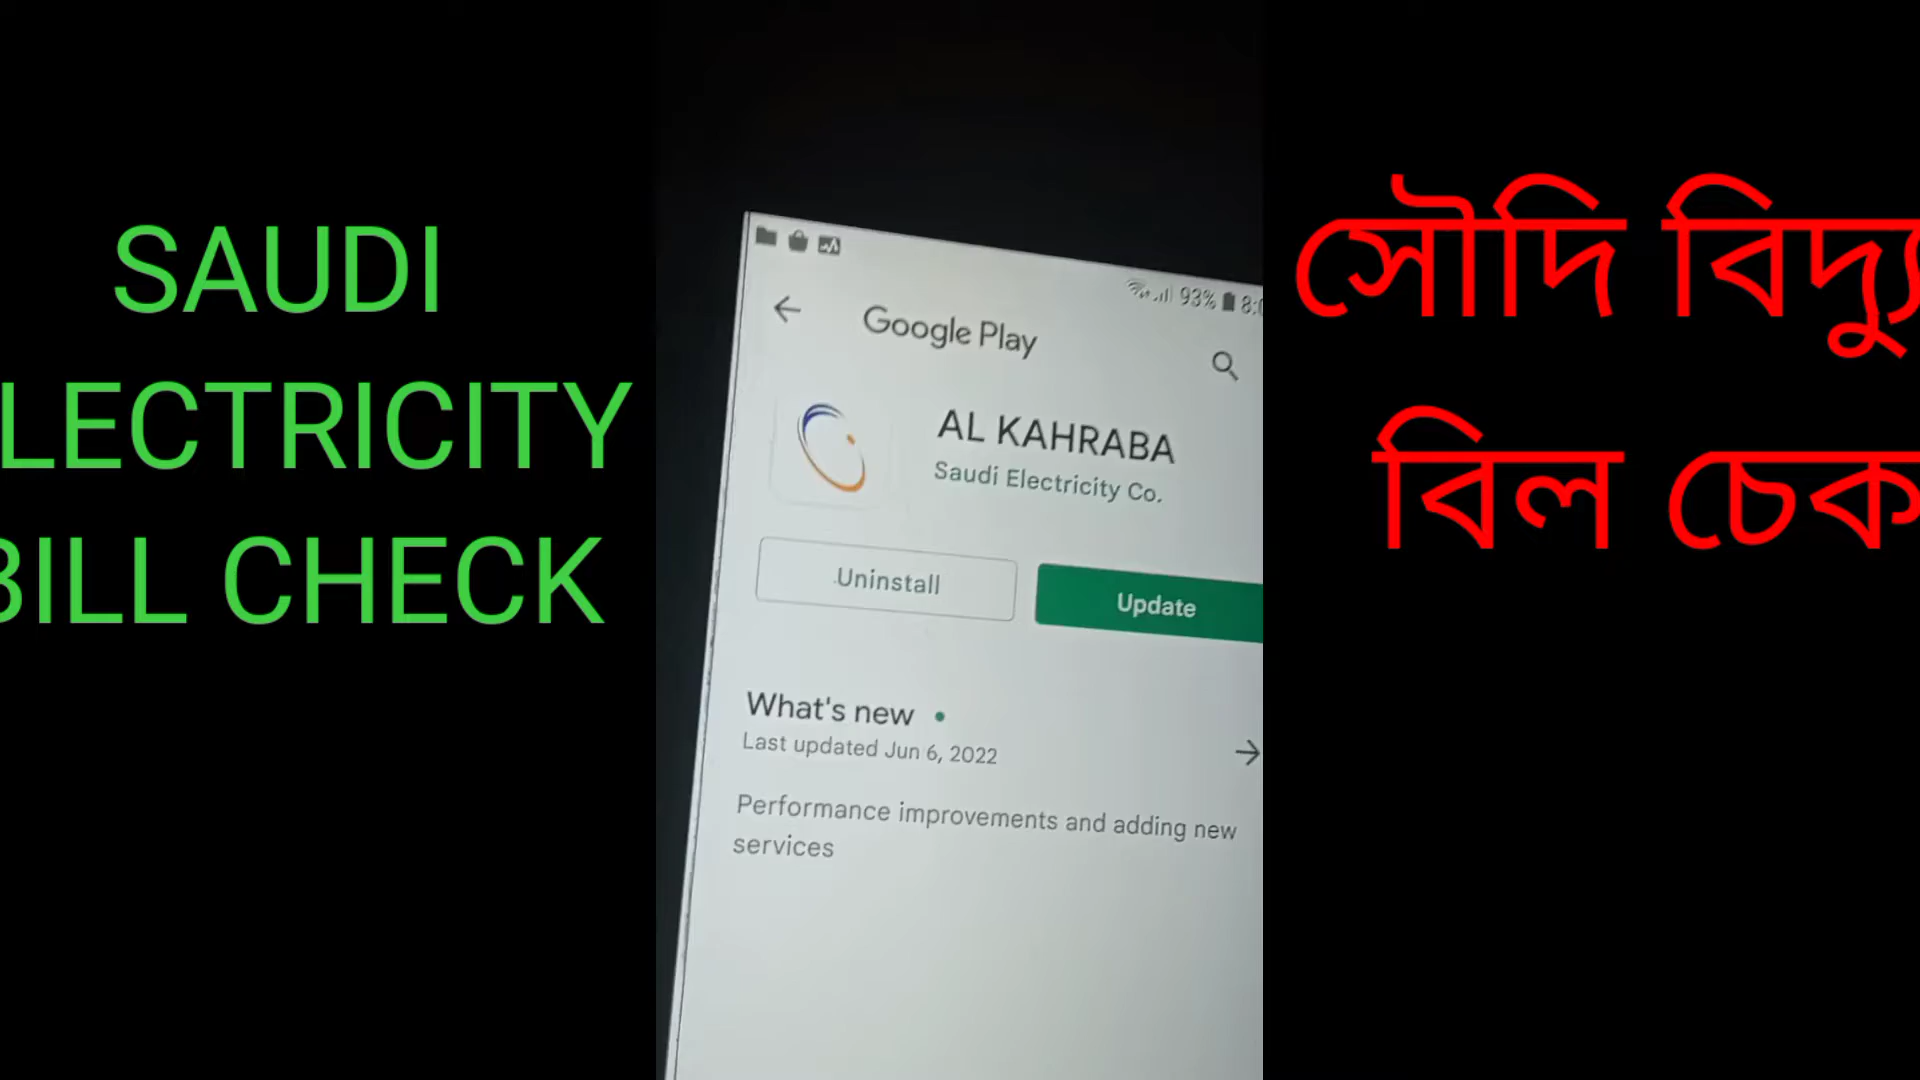 SAUDI
LECTRICITY
BILL CHECK
93%
Google Play
AL KAHRABA
Saudi Electricity Co.
Uninstall
Update
What's new
Last updated Jun 6, 2022
Performance improvements and adding new
services
সৌদি
বিল চেক